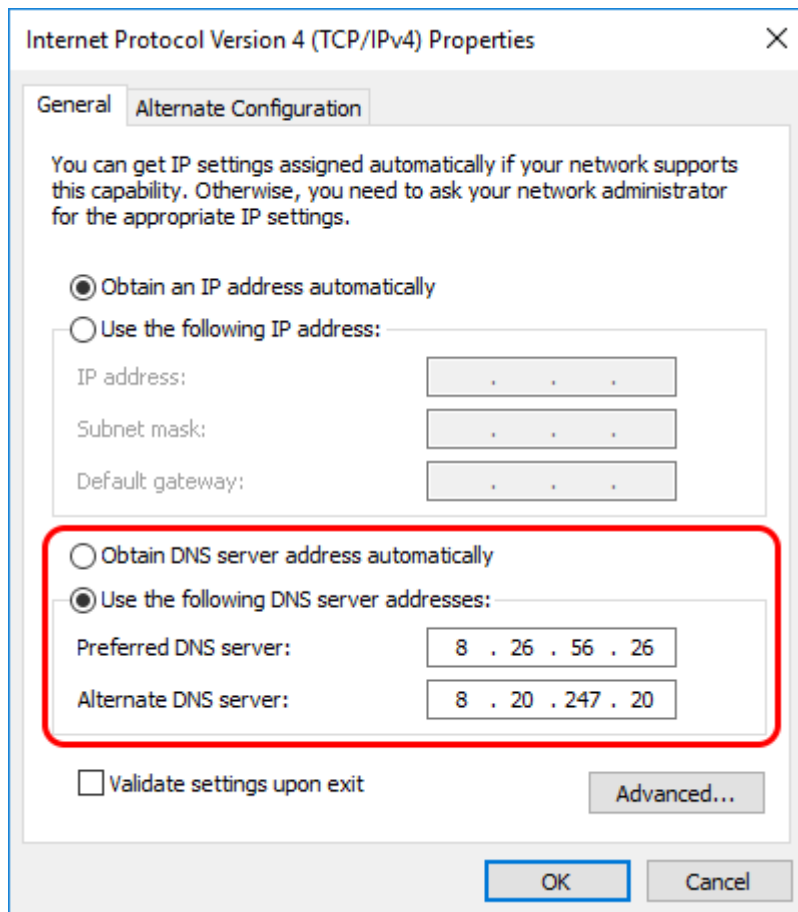 Internet Protocol Version 4 (TCP/IPv4) Properties
General
Alternate Configuration
You can get IP settings assigned automatically if your network supports
this capability. Otherwise, you need to ask your network administrator
for the appropriate IP settings.
Obtain an IP address automatically
Use the following IP address:
IP address: . . .
Subnet mask: . . .
Default gateway: . . .
Obtain DNS server address automatically
Use the following DNS server addresses:
Preferred DNS server: 8 . 26 . 56 . 26
Alternate DNS server: 8 . 20 . 247 . 20
Validate settings upon exit
Advanced...
OK
Cancel